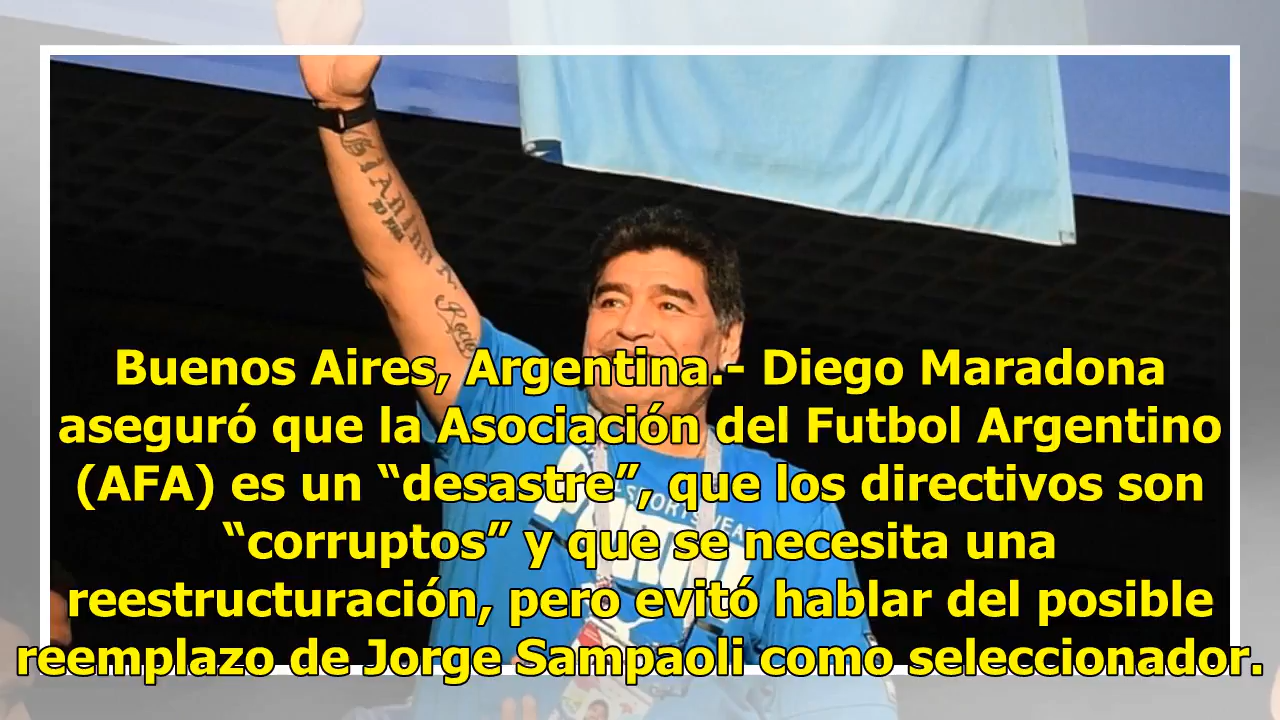 GIANINNA
Buenos Aires, Argentina.- Diego Maradona
aseguró que la Asociación del Futbol Argentino
(AFA) es un “desastre”, que los directivos son
“corruptos” y que se necesita una
reestructuración, pero evitó hablar del posible
reemplazo de Jorge Sampaoli como seleccionador.